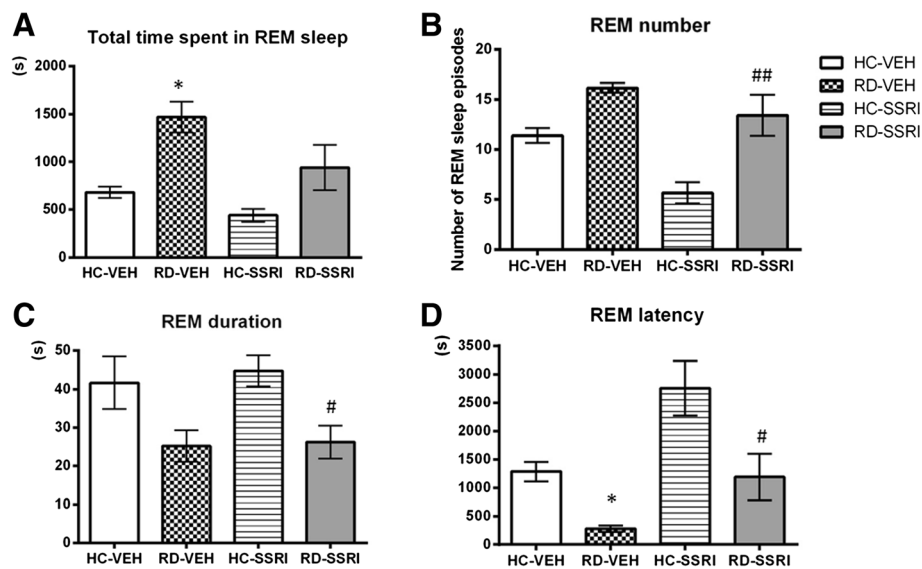 A
Total time spent in REM sleep
(s)
2000
1500
1000
500
0
*
HC-VEH RD-VEH HC-SSRI RD-SSRI
B
REM number
Number of REM sleep episodes
20
15
10
5
0
##
HC-VEH RD-VEH HC-SSRI RD-SSRI
HC-VEH
RD-VEH
HC-SSRI
RD-SSRI
C
REM duration
(s)
50
40
30
20
10
0
#
HC-VEH RD-VEH HC-SSRI RD-SSRI
D
REM latency
(s)
3500
3000
2500
2000
1500
1000
500
0
*
#
HC-VEH RD-VEH HC-SSRI RD-SSRI